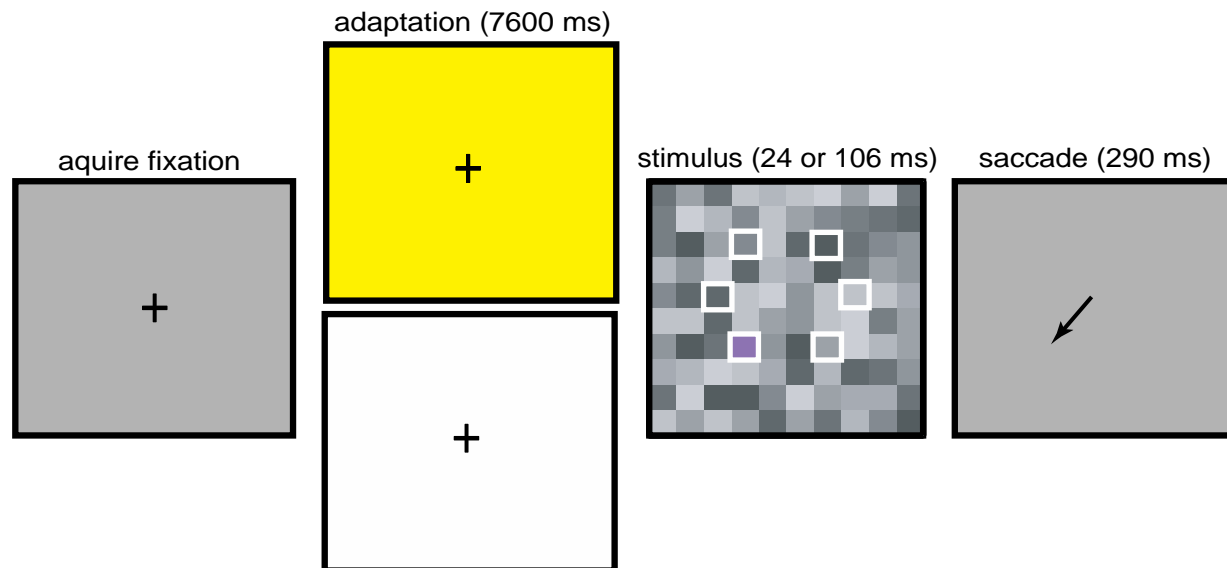 aquire fixation
adaptation (7600 ms)
stimulus (24 or 106 ms)
saccade (290 ms)